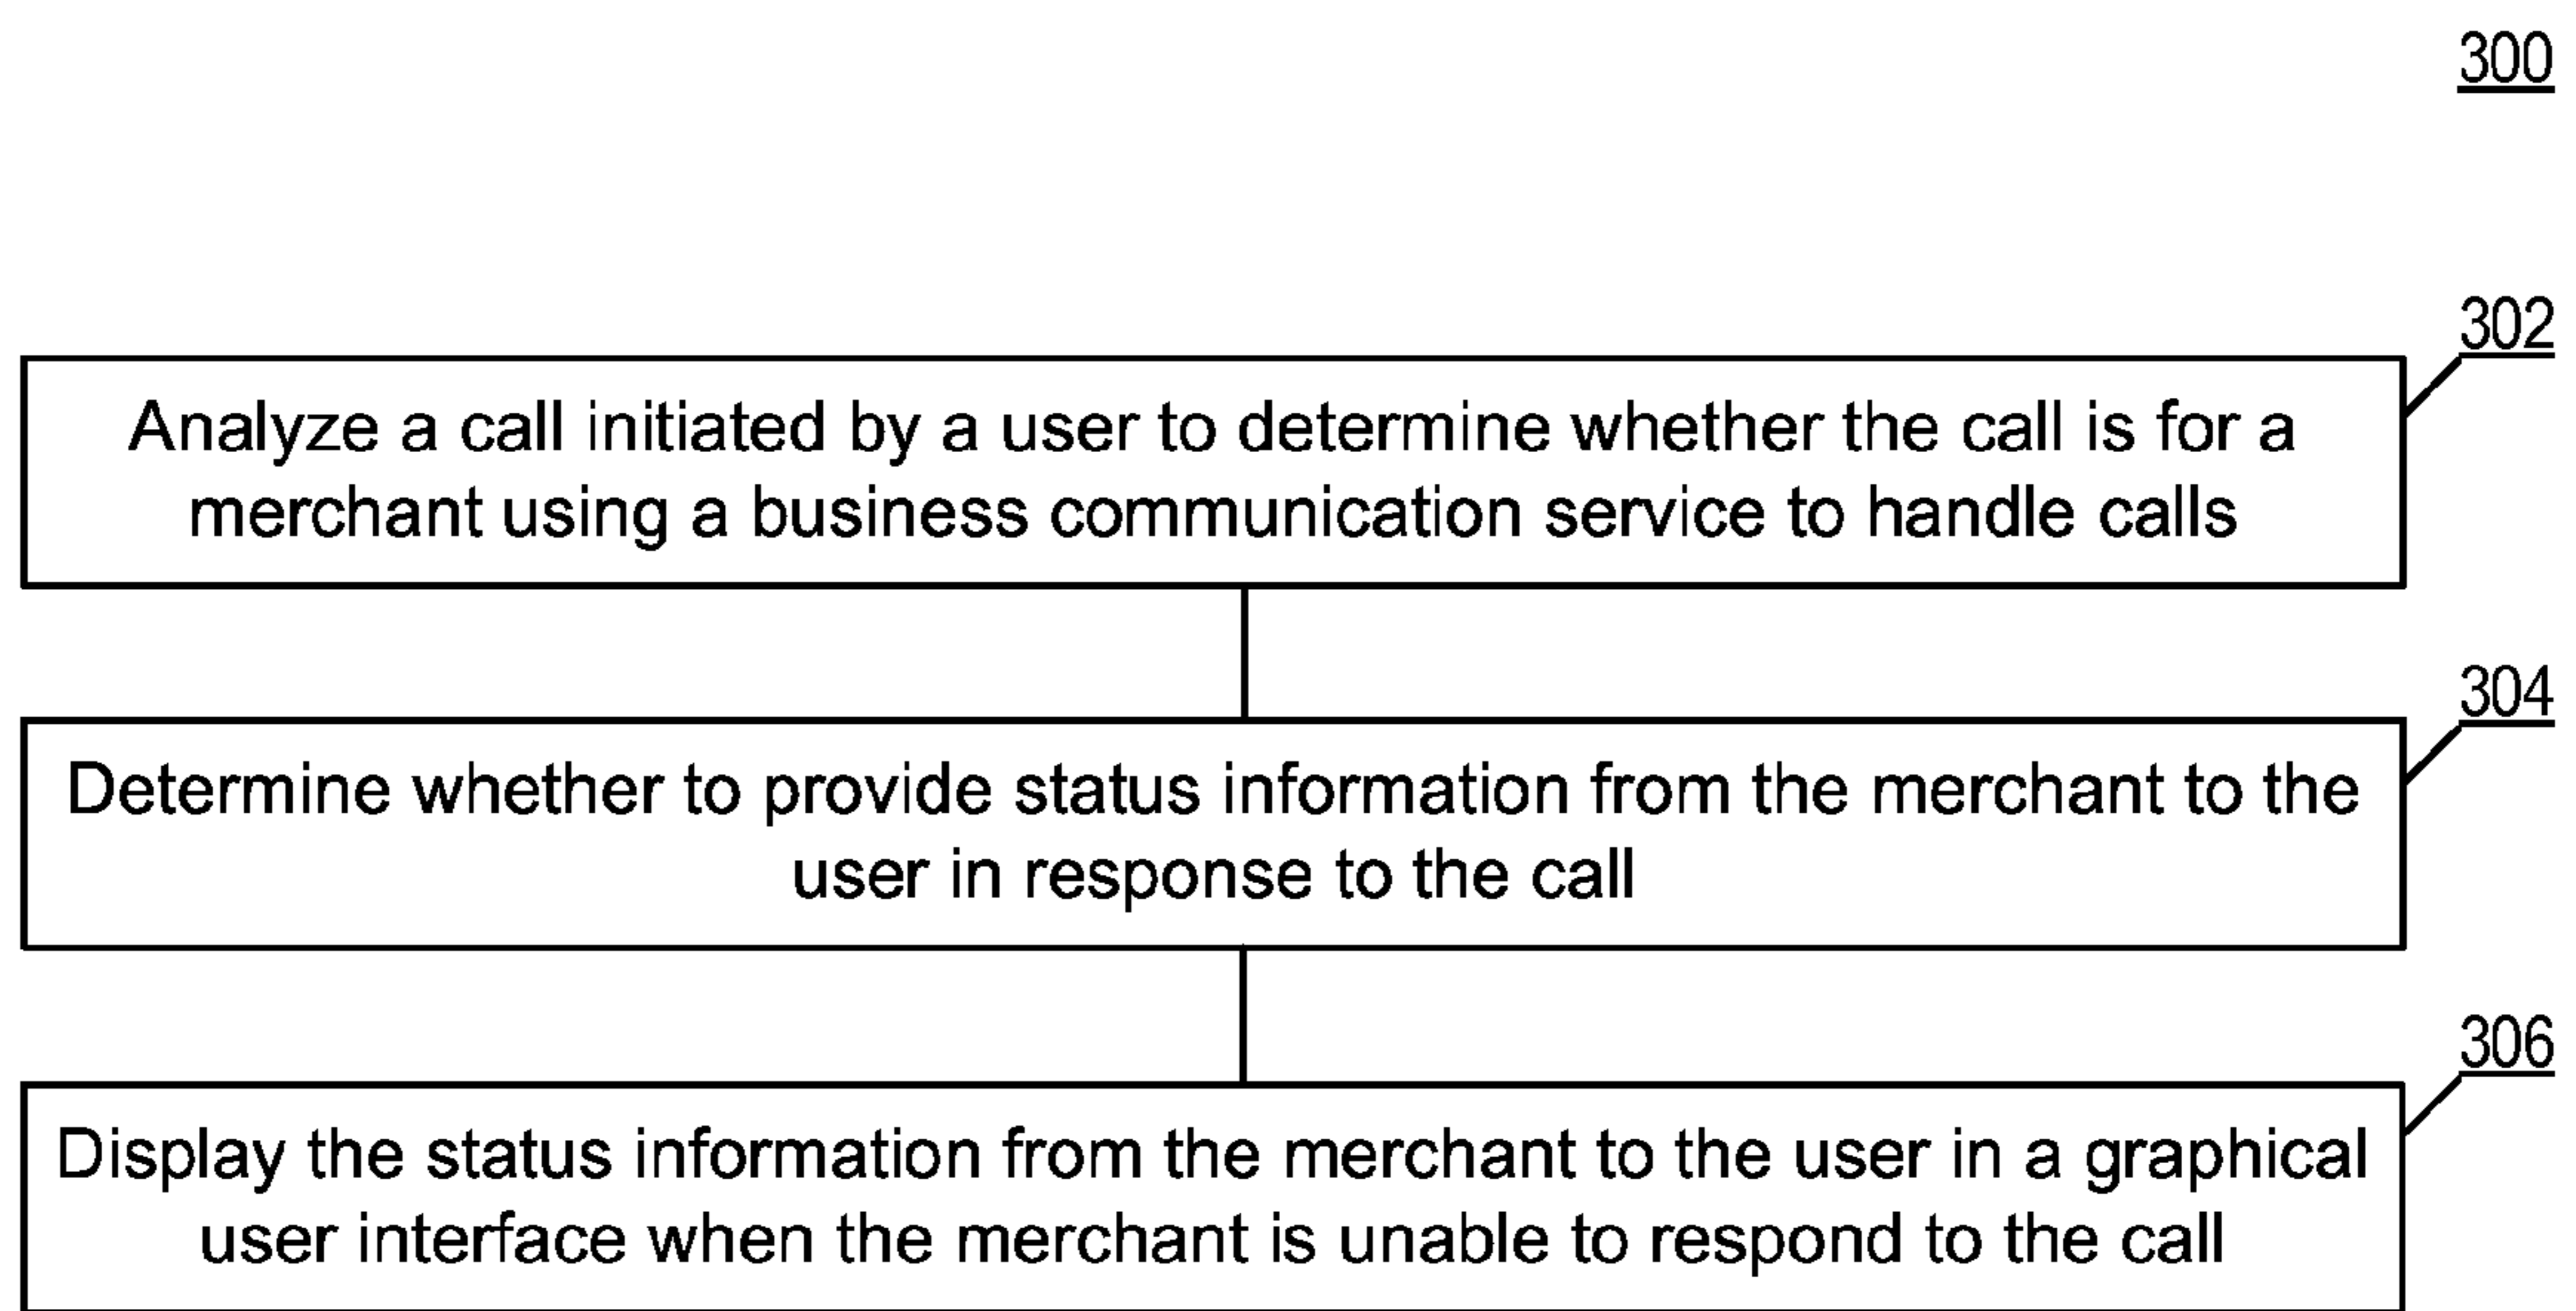 300
302
Analyze a call initiated by a user to determine whether the call is for a
merchant using a business communication service to handle calls
304
Determine whether to provide status information from the merchant to the
user in response to the call
306
Display the status information from the merchant to the user in a graphical
user interface when the merchant is unable to respond to the call